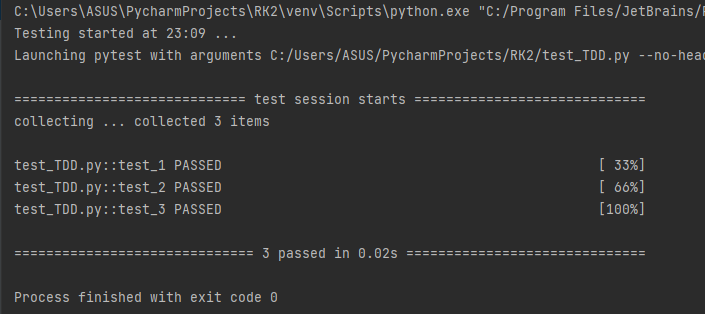 C:\Users\ASUS\PycharmProjects\RK2\venv\Scripts\python.exe "C:/Program Files/JetBrains/
Testing started at 23:09 ...
Launching pytest with arguments C:/Users/ASUS/PycharmProjects/RK2/test_TDD.py --no-hea
============================= test session starts =============================
collecting ... collected 3 items
test_TDD.py::test_1 PASSED [ 33%]
test_TDD.py::test_2 PASSED [ 66%]
test_TDD.py::test_3 PASSED [100%]
============================== 3 passed in 0.02s ==============================
Process finished with exit code 0